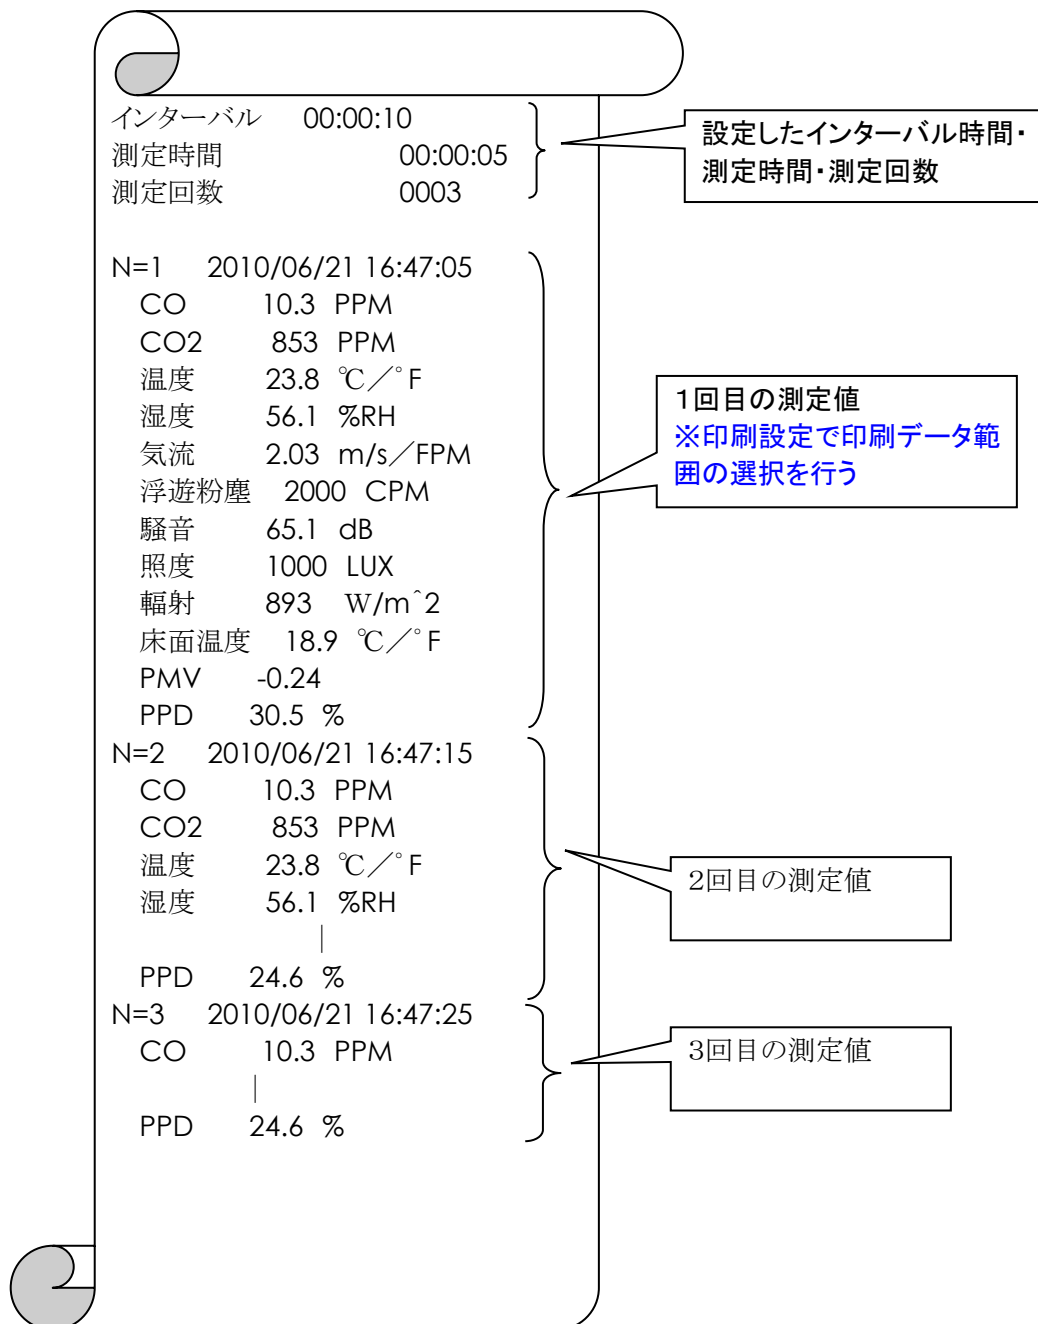 インターバル 00:00:10
測定時間 00:00:05
測定回数 0003
設定したインターバル時間・
測定時間・測定回数
N=1 2010/06/21 16:47:05
CO 10.3 PPM
CO2 853 PPM
温度 23.8 ℃／°F
湿度 56.1 %RH
気流 2.03 m/s／FPM
浮遊粉塵 2000 CPM
騒音 65.1 dB
照度 1000 LUX
輻射 893 W/m^2
床面温度 18.9 ℃／°F
PMV -0.24
PPD 30.5 %
1回目の測定値
※印刷設定で印刷データ範
囲の選択を行う
N=2 2010/06/21 16:47:15
CO 10.3 PPM
CO2 853 PPM
温度 23.8 ℃／°F
湿度 56.1 %RH
｜
PPD 24.6 %
2回目の測定値
N=3 2010/06/21 16:47:25
CO 10.3 PPM
｜
PPD 24.6 %
3回目の測定値